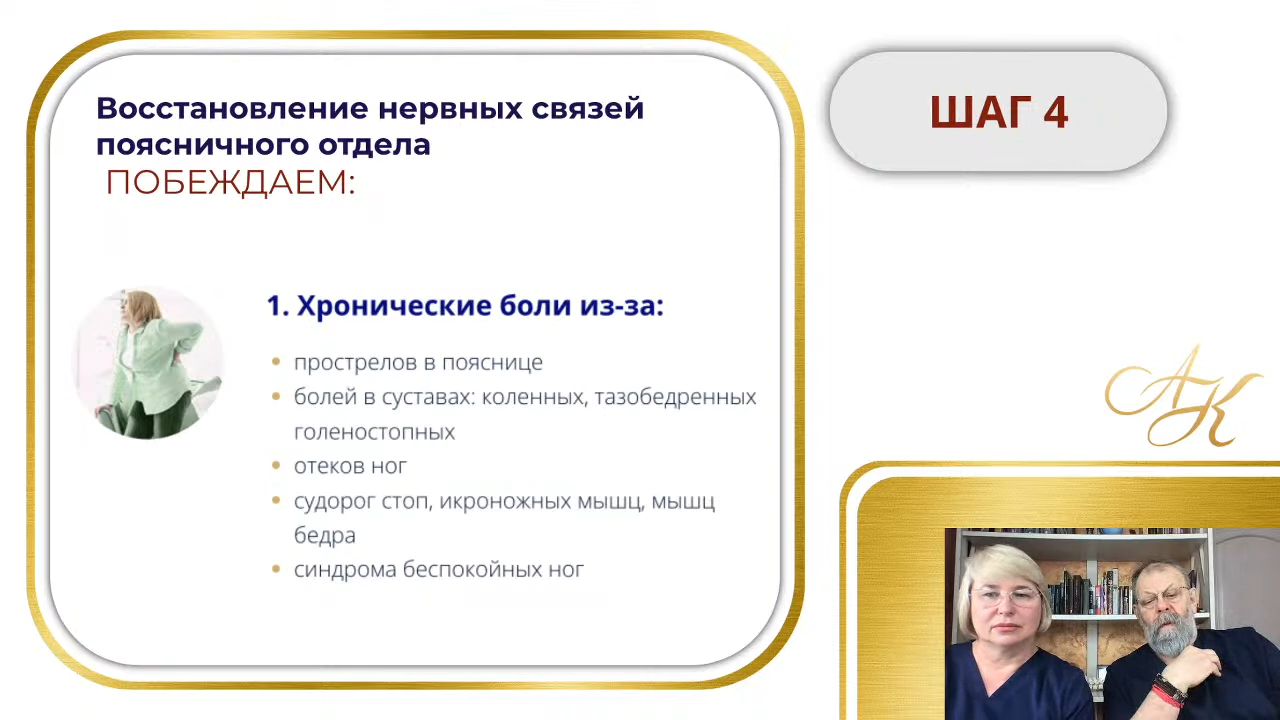 Восстановление нервных связей
поясничного отдела
ПОБЕЖДАЕМ:
ШАГ 4
1. Хронические боли из-за:
прострелов в пояснице
болей в суставах: коленных, тазобедренных
голеностопных
отеков ног
судорог стоп, икроножных мышц, мышц
бедра
синдрома беспокойных ног
АК